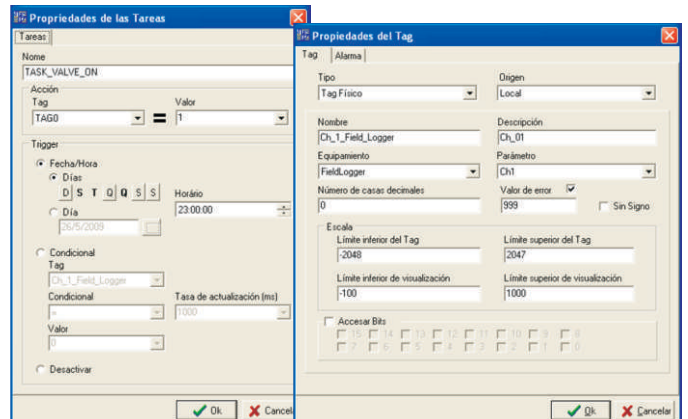 Propriedades de las Tareas
Tareas
Nome
TASK_VALVE_ON
Acción
Tag
Valor
TAG0
=
1
Trigger
Fecha/Hora
Días
D S T Q Q S S
Horário
Día
23:00:00
26/5/2009
Condicional
Tag
Ch_1_Field_Logger
Condicional
Tasa de actualización (ms)
=
1000
Valor
0
Desactivar
Ok
Cancelar
Propiedades del Tag
Tag
Alarma
Tipo
Origen
Tag Físico
Local
Nombre
Descripción
Ch_1_Field_Logger
Ch_01
Equipamiento
Parámetro
FieldLogger
Ch1
Número de casas decimales
Valor de error
0
999
Sin Signo
Escala
Límite inferior del Tag
Límite superior del Tag
-2048
2047
Límite inferior de visualización
Límite superior de visualización
-100
1000
Accesar Bits
15 14 13 12 11 10 9 8
7 6 5 4 3 2 1 0
Ok
Cancelar